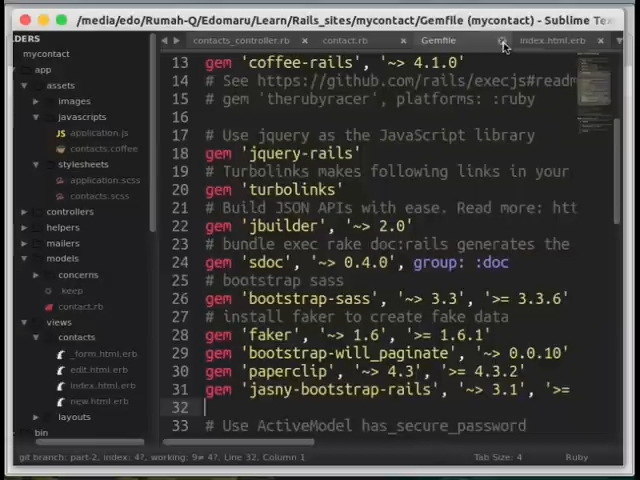 /media/edo/Rumah-Q/Edomaru/Learn/Rails_sites/mycontact/Gemfile (mycontact) - Sublime Tex
DERS
mycontact
app
assets
images
javascripts
application.js
contacts.coffee
stylesheets
application.scss
contacts.scss
controllers
helpers
mailers
models
concerns
keep
contact.rb
views
contacts
_form.html.erb
edit.html.erb
index.html.erb
new.html.erb
layouts
bin
contacts_controller.rb contact.rb Gemfile index.html.erb
13 gem 'coffee-rails', '~> 4.1.0'
14 # See https://github.com/rails/execjs#readm
15 # gem 'therubyracer', platforms: :ruby
16
17 # Use jquery as the JavaScript library
18 gem 'jquery-rails'
19 # Turbolinks makes following links in your
20 gem 'turbolinks'
21 # Build JSON APIs with ease. Read more: htt
22 gem 'jbuilder', '~> 2.0'
23 # bundle exec rake doc:rails generates the
24 gem 'sdoc', '~> 0.4.0', group: :doc
25 # bootstrap sass
26 gem 'bootstrap-sass', '~> 3.3', '>= 3.3.6'
27 # install faker to create fake data
28 gem 'faker', '~> 1.6', '>= 1.6.1'
29 gem 'bootstrap-will_paginate', '~> 0.0.10'
30 gem 'paperclip', '~> 4.3', '>= 4.3.2'
31 gem 'jasny-bootstrap-rails', '~> 3.1', '>=
32
33 # Use ActiveModel has_secure_password
git branch: part-2, index: 4?, working: 9≠ 4?, Line 32, Column 1 Tab Size: 4 Ruby